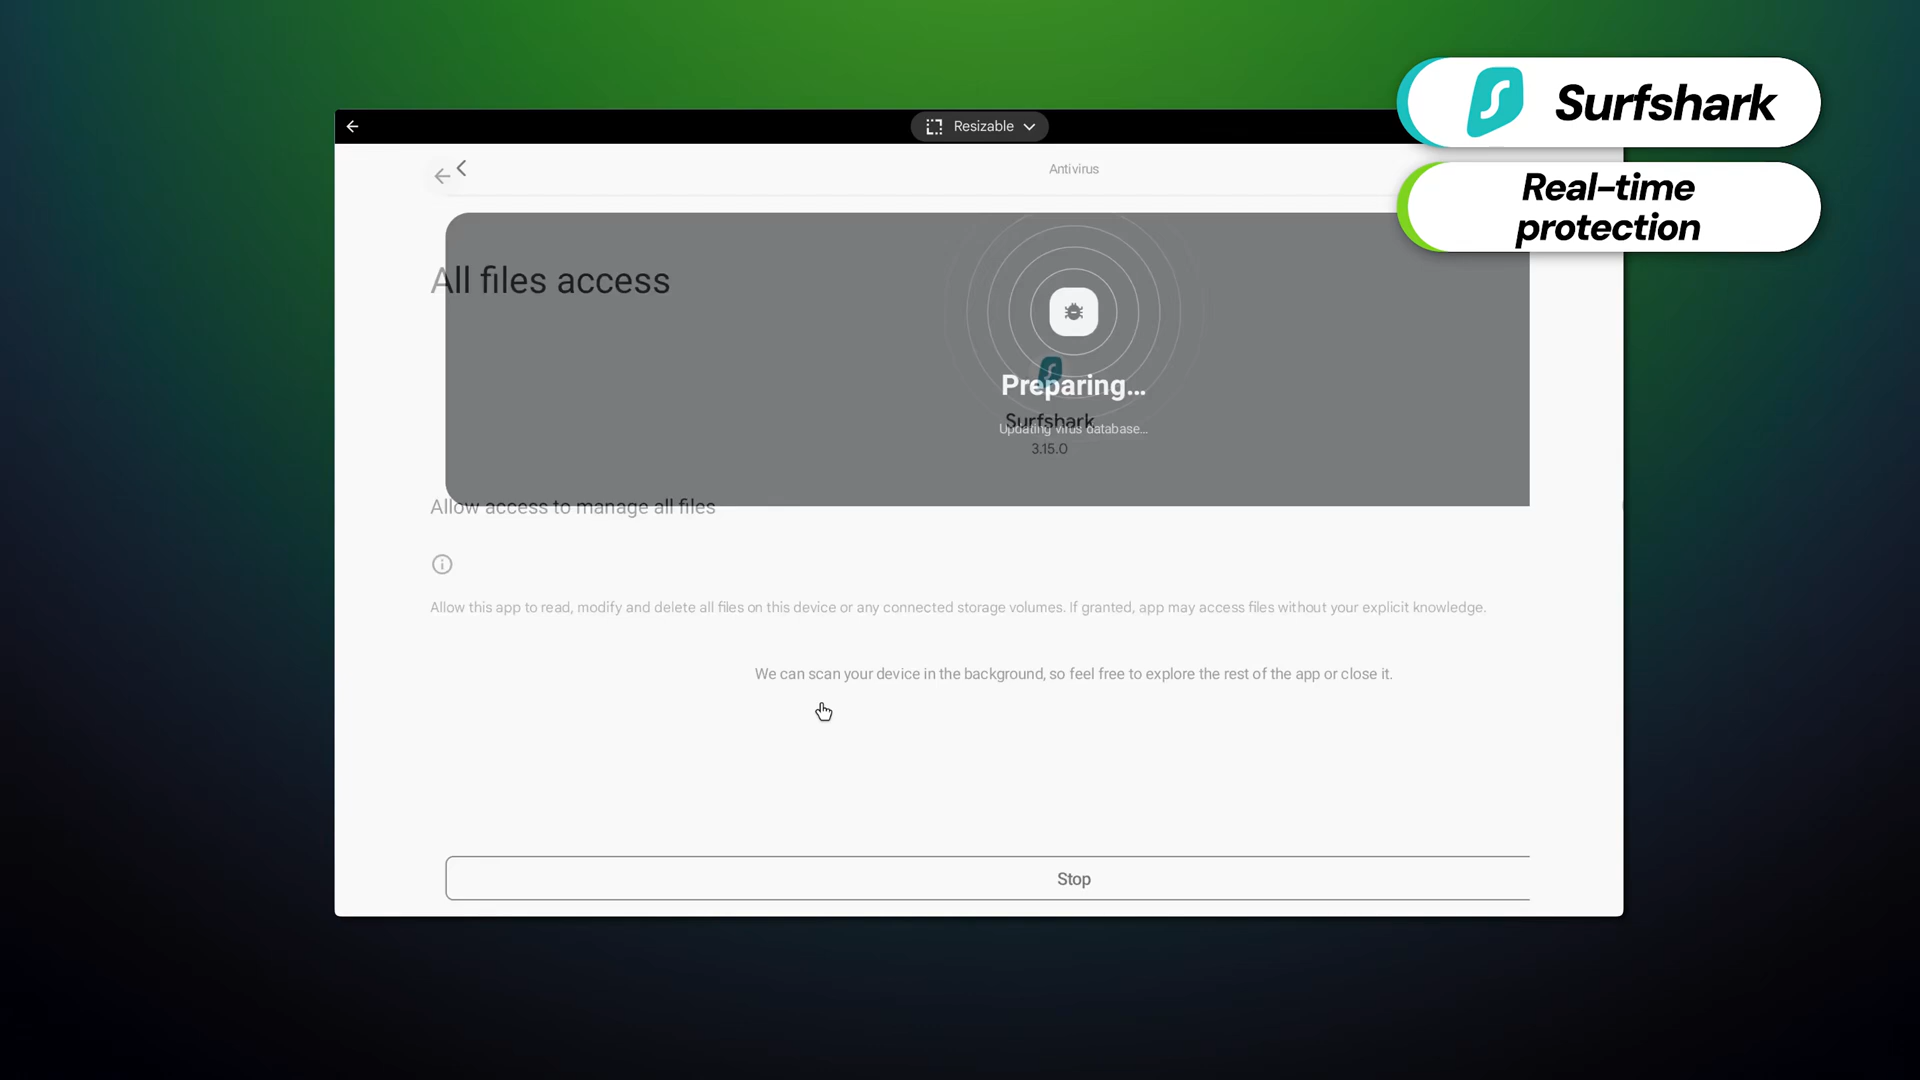 Resizable
Surfshark
Real-time
protection
Antivirus
All files access
Preparing...
Surfshark
Updating virus database...
3.15.0
Allow access to manage all files
Allow this app to read, modify and delete all files on this device or any connected storage volumes. If granted, app may access files without your explicit knowledge.
We can scan your device in the background, so feel free to explore the rest of the app or close it.
Stop